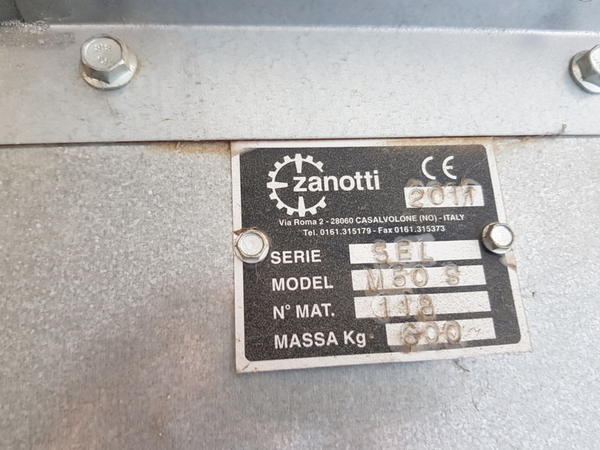 zanotti CE
2011
Via Roma 2 - 28060 CASALVOLONE (NO) - ITALY
Tel. 0161.315179 - Fax 0161.315373
SERIE SEL
MODEL M50 S
N° MAT. 118
MASSA Kg 600